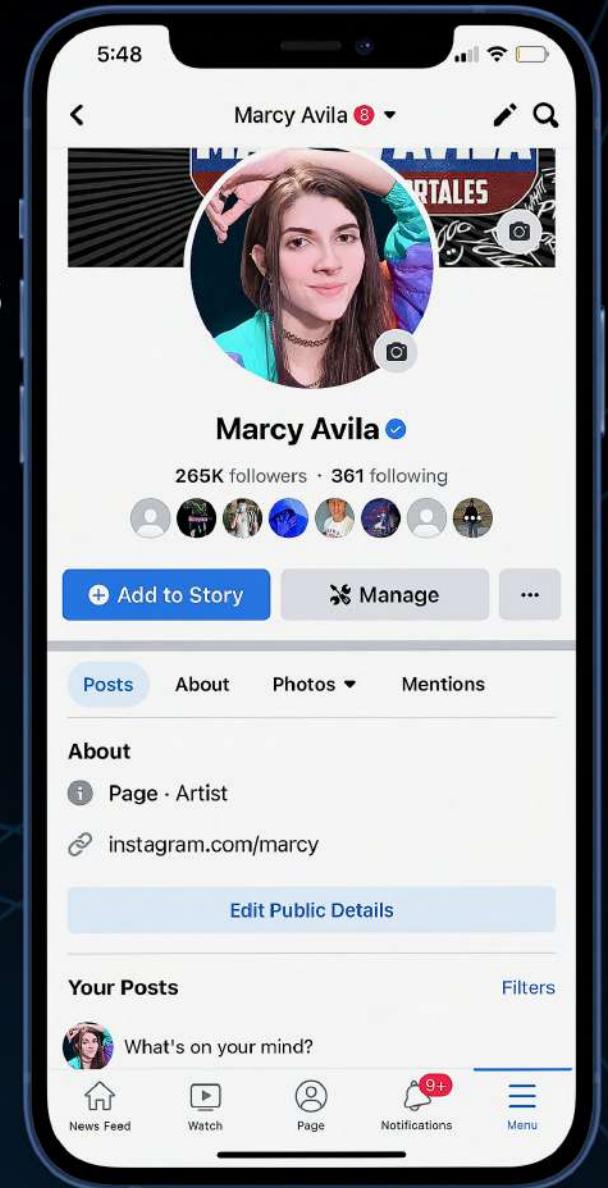 5:48
Marcy Avila 8
RTALES
Marcy Avila
265K followers · 361 following
Add to Story
Manage
Posts
About
Photos
Mentions
About
Page · Artist
instagram.com/marcy
Edit Public Details
Your Posts
Filters
What's on your mind?
9+
News Feed
Watch
Page
Notifications
Menu